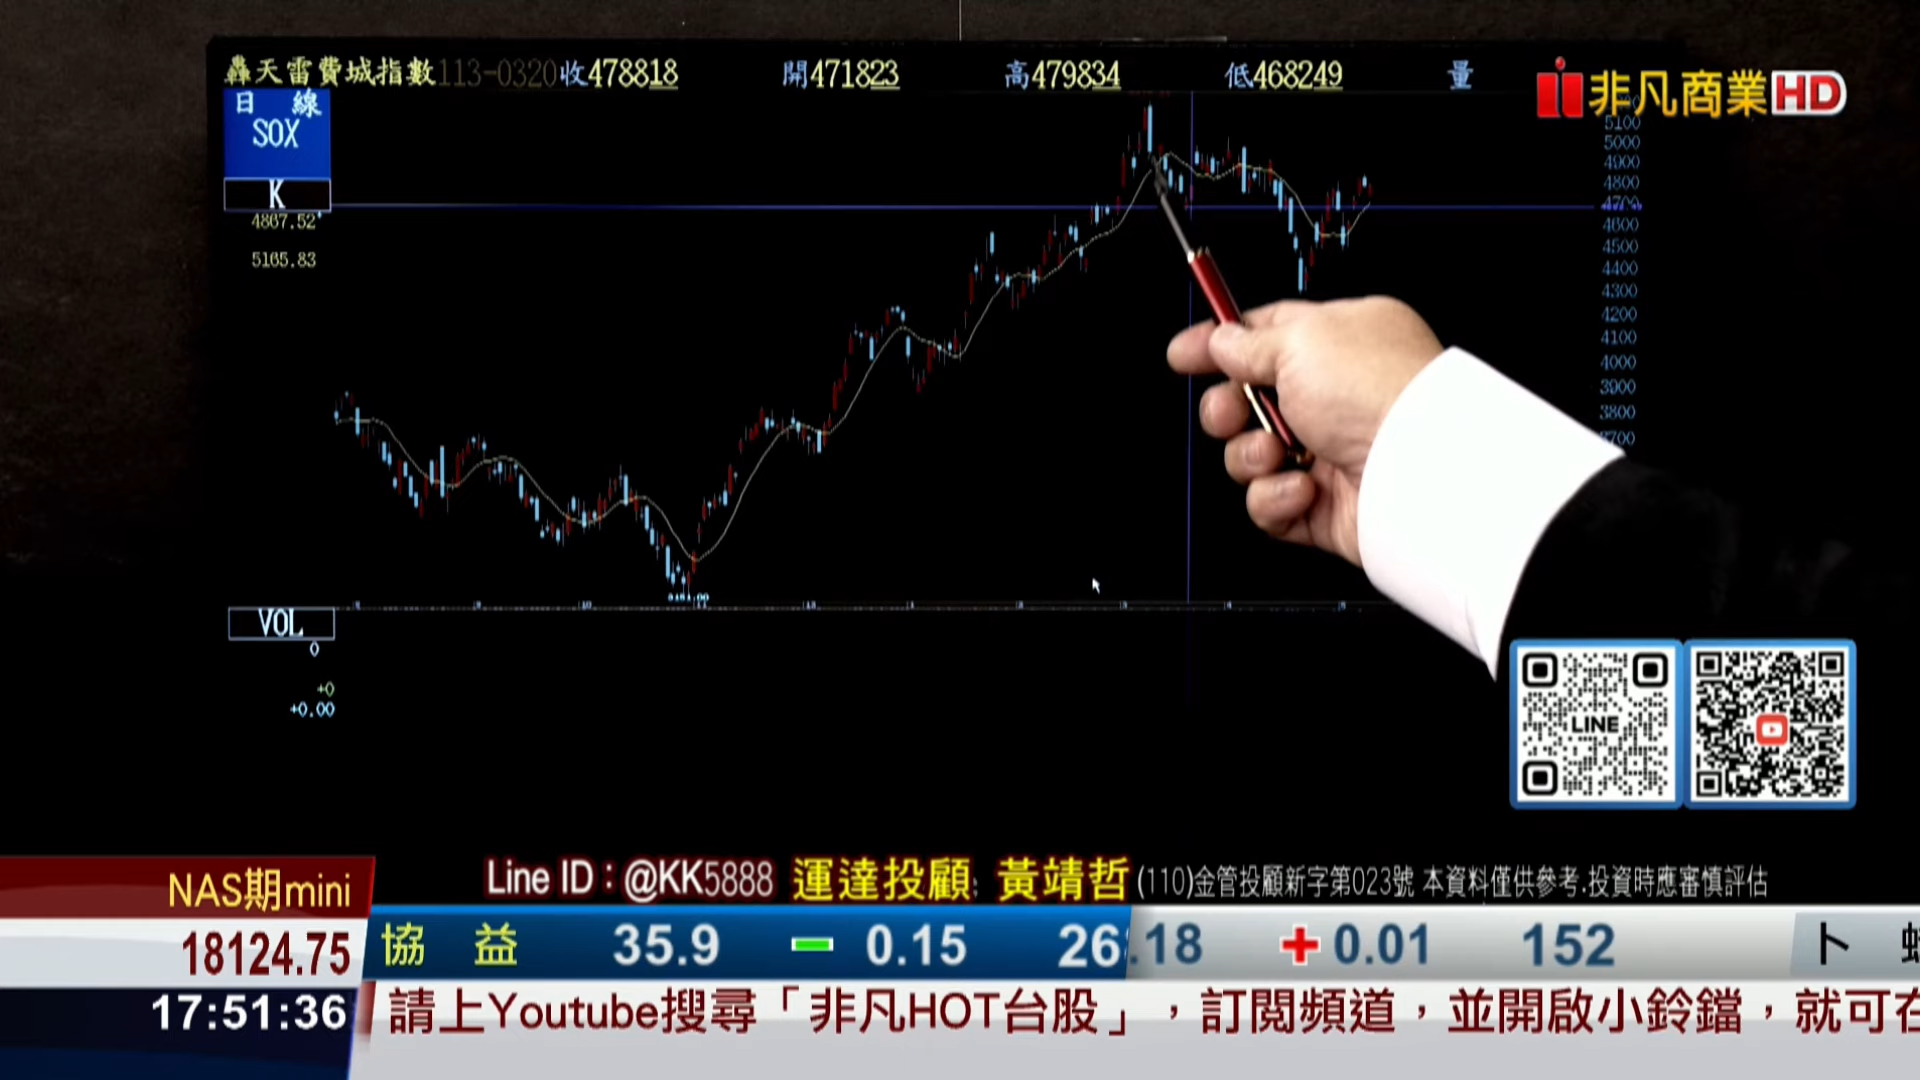 轟天雷費城指數113-0320收478818 開471823 高479834 低468249 量
非凡商業HD
日 線
SOX
K
4867.52
5165.83
5100
5000
4900
4800
4700
4600
4500
4400
4300
4200
4100
4000
3900
3800
VOL
0
+0
+0.00
LINE
NAS期mini
18124.75
17:51:36
Line ID：@KK5888 運達投顧；黃靖哲 (110)金管投顧新字第023號 本資料僅供參考.投資時應審慎評估
協 益 35.9 0.15 26.18 0.01 152 卜
請上Youtube搜尋「非凡HOT台股」，訂閱頻道，並開啟小鈴鐺，就可在